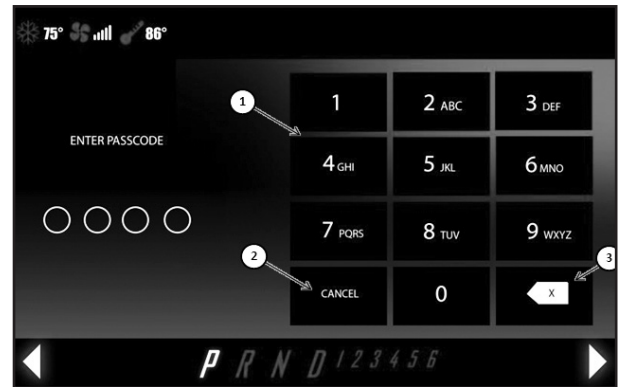 75° 86°
1
1 2 ABC 3 DEF
ENTER PASSCODE
4 GHI 5 JKL 6 MNO
7 PQRS 8 TUV 9 WXYZ
2
3
CANCEL 0 X
P R N D 1 2 3 4 5 6